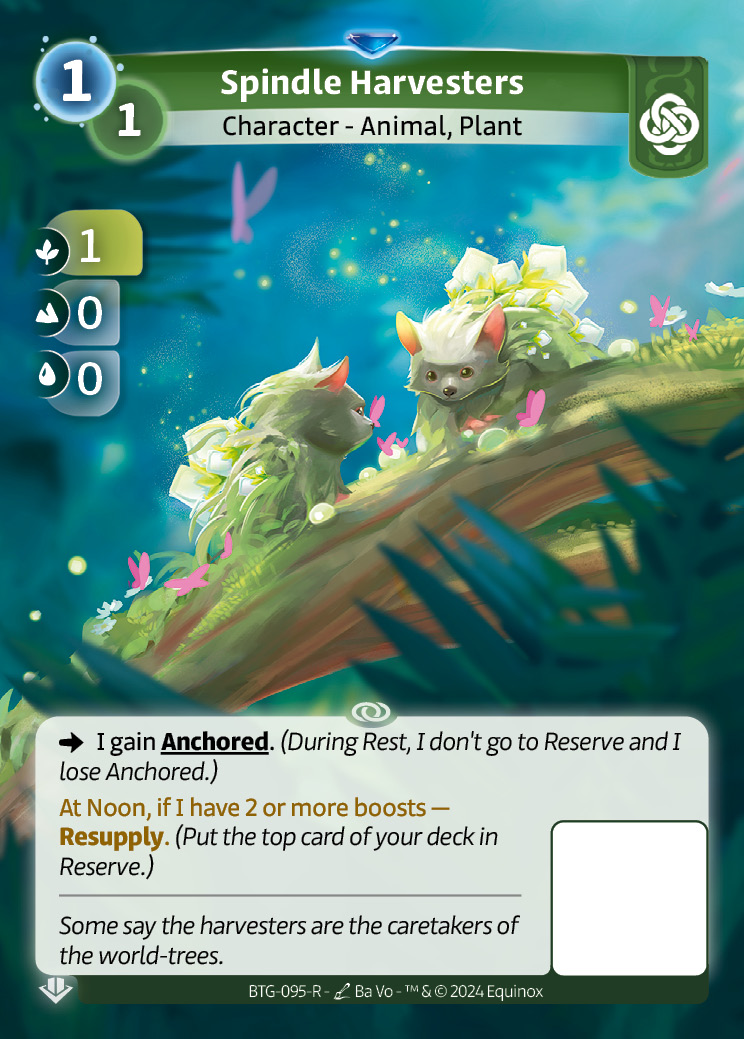 1
Spindle Harvesters
1
Character - Animal, Plant
1
0
0
I gain Anchored. (During Rest, I don't go to Reserve and I
lose Anchored.)
At Noon, if I have 2 or more boosts —
Resupply. (Put the top card of your deck in
Reserve.)
Some say the harvesters are the caretakers of
the world-trees.
BTG-095-R - Ba Vo - ™ & © 2024 Equinox